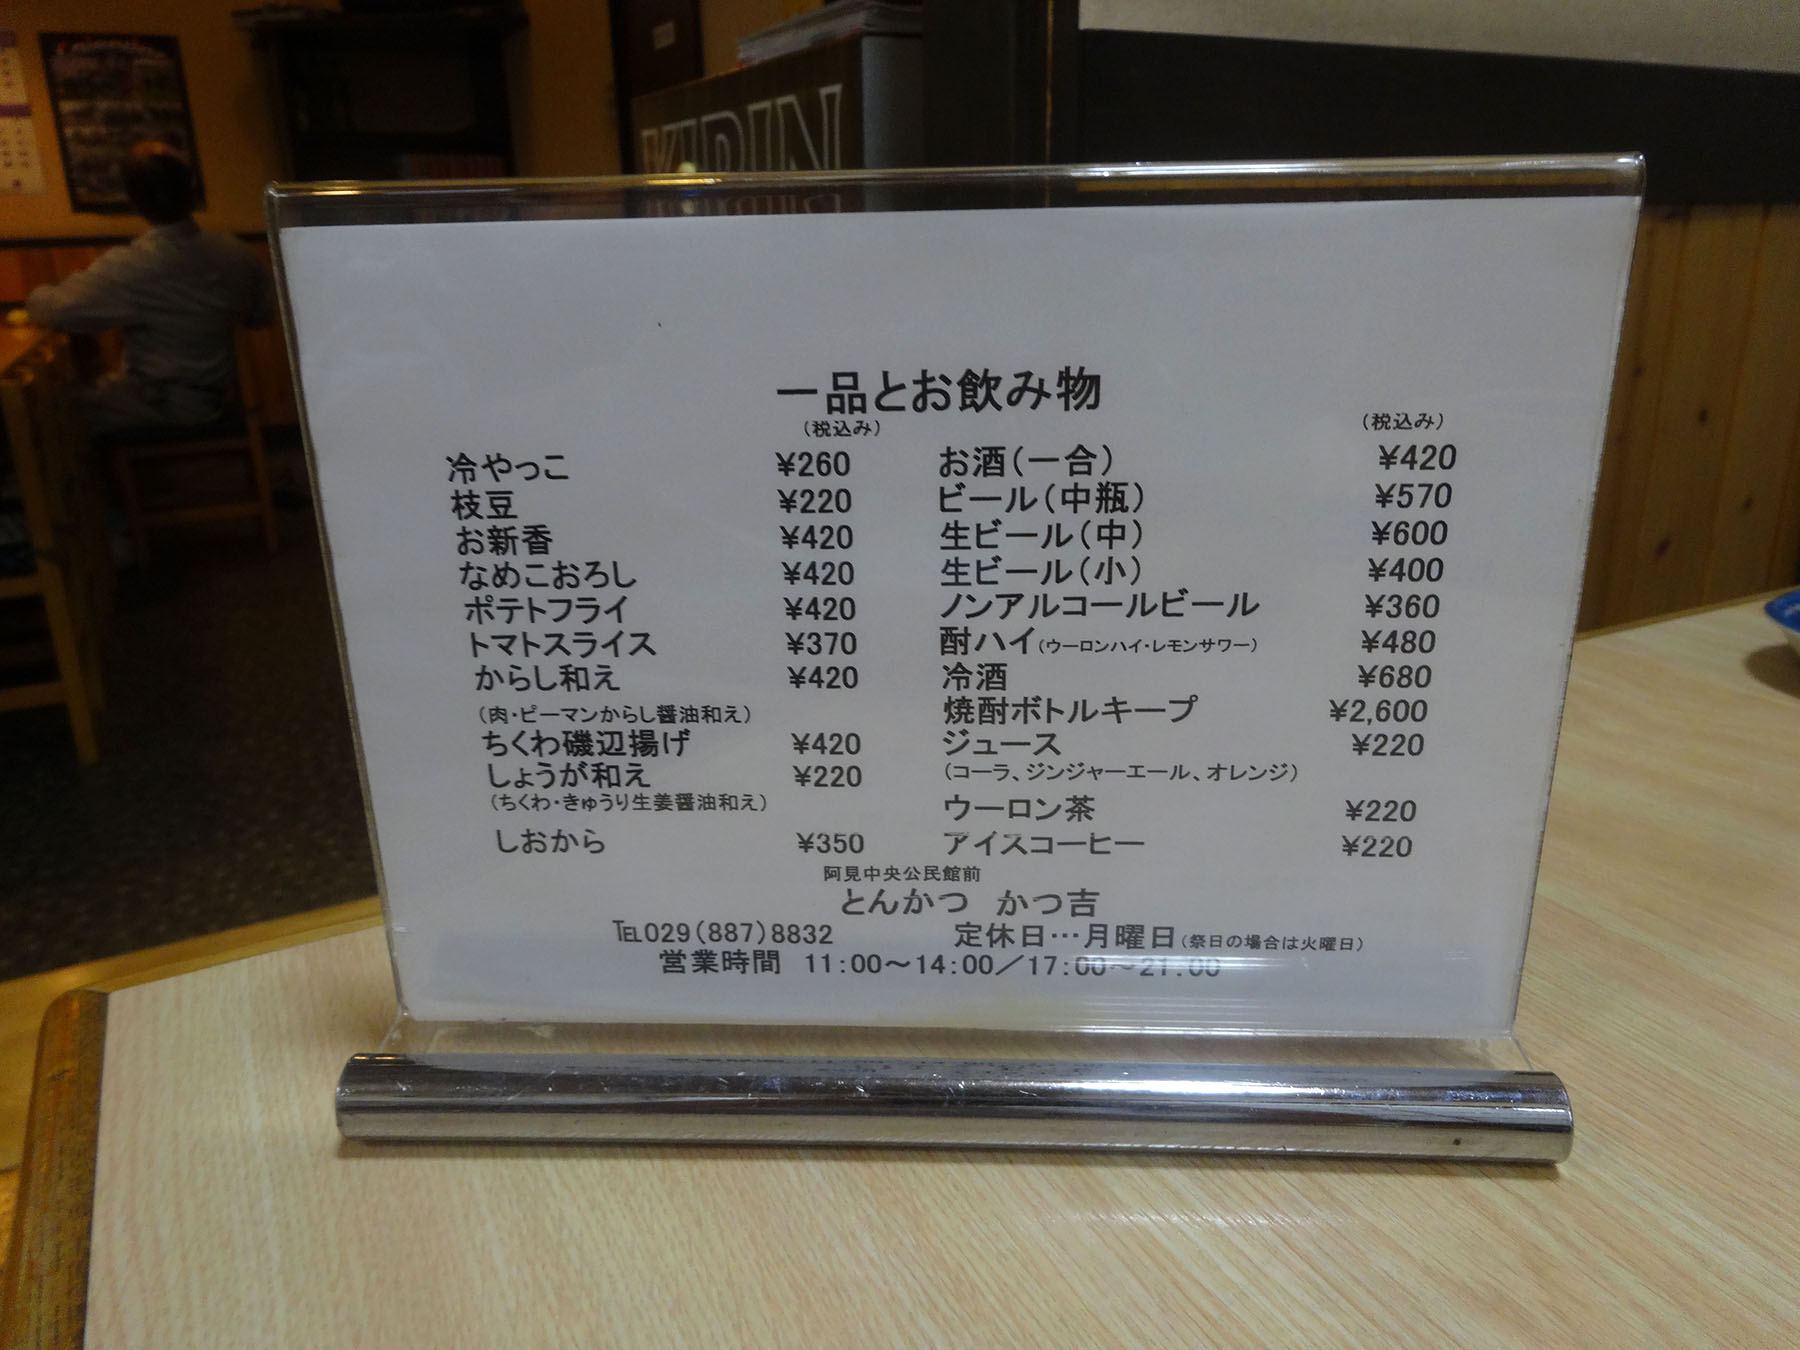 KIRIN
一品とお飲み物
(税込み)
(税込み)
冷やっこ ¥260
枝豆 ¥220
お新香 ¥420
なめこおろし ¥420
ポテトフライ ¥420
トマトスライス ¥370
からし和え ¥420
(肉・ピーマンからし醤油和え)
ちくわ磯辺揚げ ¥420
しょうが和え ¥220
(ちくわ・きゅうり生姜醤油和え)
しおから ¥350
お酒(一合) ¥420
ビール(中瓶) ¥570
生ビール(中) ¥600
生ビール(小) ¥400
ノンアルコールビール ¥360
酎ハイ(ウーロンハイ・レモンサワー) ¥480
冷酒 ¥680
焼酎ボトルキープ ¥2,600
ジュース ¥220
(コーラ、ジンジャーエール、オレンジ)
ウーロン茶 ¥220
アイスコーヒー ¥220
阿見中央公民館前
とんかつ かつ吉
℡029(887)8832 定休日…月曜日(祭日の場合は火曜日)
営業時間 11:00～14:00／17:00～21:00